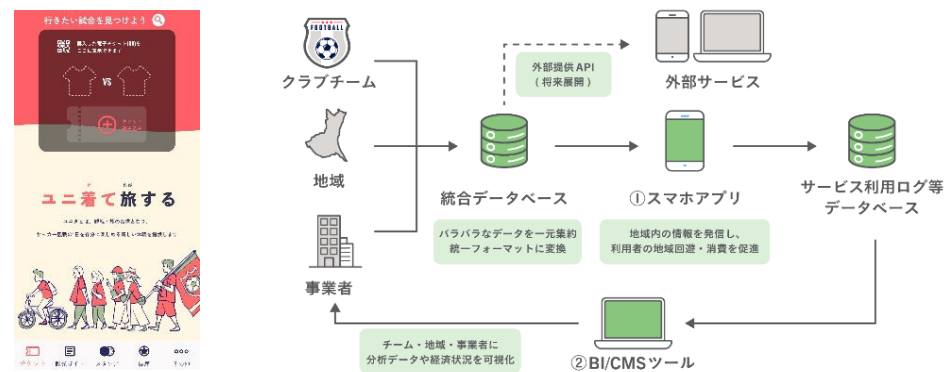 行きたい試合を見つけよう
VS
ユニ着て旅する
き
たび
チケット
FOOTBALL
クラブチーム
地域
事業者
統合データベース
バラバラなデータを一元集約
統一フォーマットに変換
外部提供API
(将来展開)
外部サービス
①スマホアプリ
地域内の情報を発信し、
利用者の地域回遊・消費を促進
サービス利用ログ等
データベース
②BI/CMSツール
チーム・地域・事業者に
分析データや経済状況を可視化